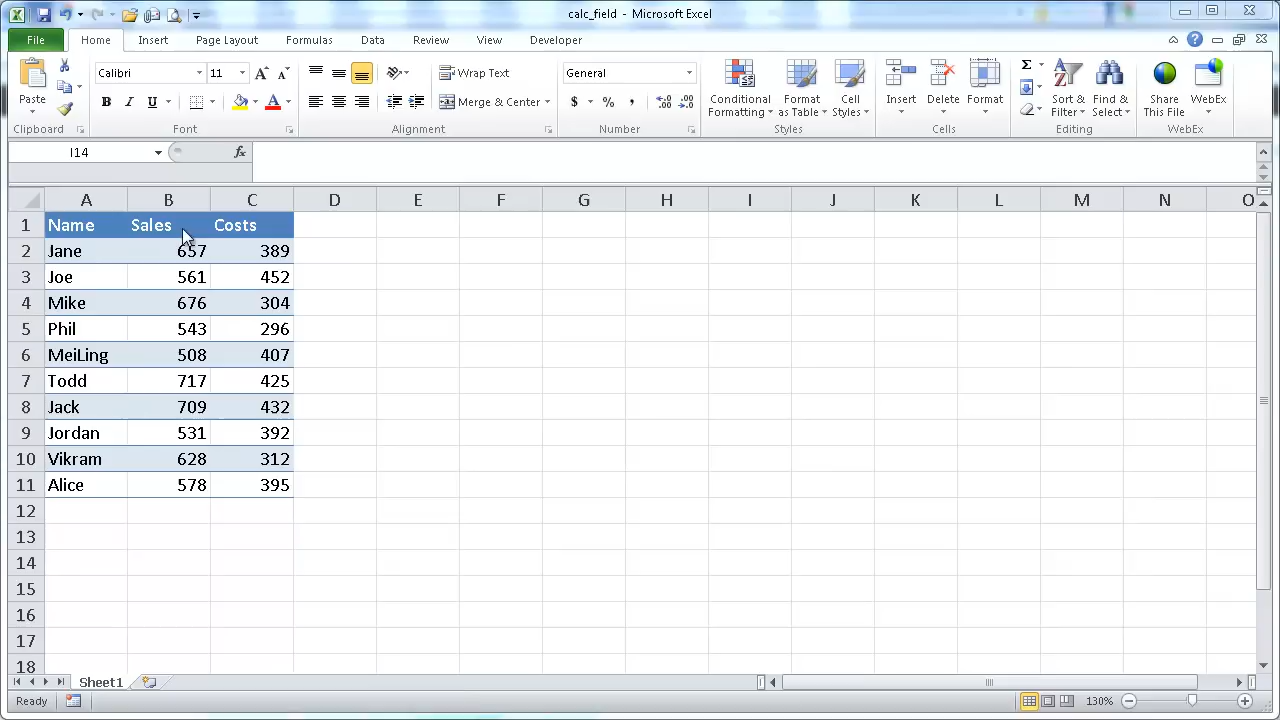 calc_field - Microsoft Excel
File Home Insert Page Layout Formulas Data Review View Developer
Calibri 11 Wrap Text General
Paste B I U Merge & Center $ % , Conditional Formatting Format as Table Cell Styles Insert Delete Format Sort & Filter Find & Select Share This File WebEx
Clipboard Font Alignment Number Styles Cells Editing WebEx
I14 fx
A B C D E F G H I J K L M N O
1 Name Sales Costs
2 Jane 657 389
3 Joe 561 452
4 Mike 676 304
5 Phil 543 296
6 MeiLing 508 407
7 Todd 717 425
8 Jack 709 432
9 Jordan 531 392
10 Vikram 628 312
11 Alice 578 395
12
13
14
15
16
17
18
Sheet1
Ready 130%